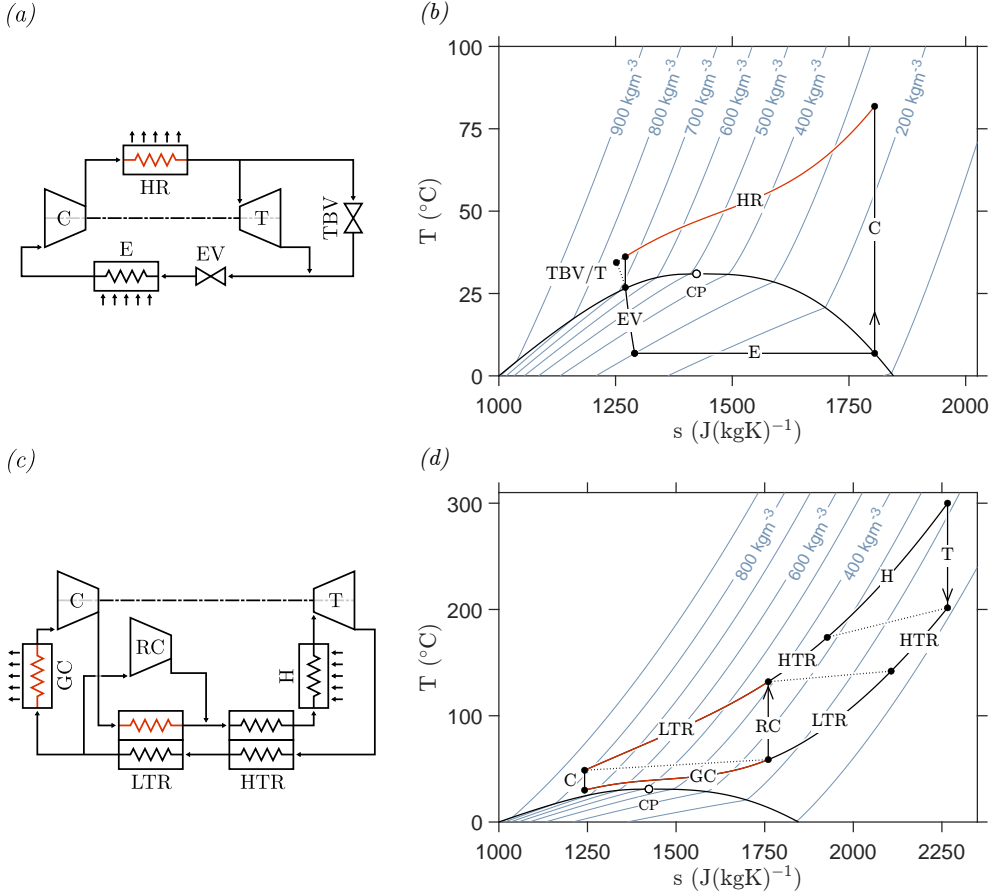 (a)
HR
C
T
TBV
E
EV
(b)
T (°C)
100
75
50
25
0
900 kgm⁻³
800 kgm⁻³
700 kgm⁻³
600 kgm⁻³
500 kgm⁻³
400 kgm⁻³
200 kgm⁻³
HR
C
TBV/T
CP
EV
E
1000 1250 1500 1750 2000
s (J(kgK)⁻¹)
(c)
C
T
RC
GC
H
LTR
HTR
(d)
T (°C)
300
200
100
0
800 kgm⁻³
600 kgm⁻³
400 kgm⁻³
H
T
HTR
HTR
LTR
RC
LTR
C
GC
CP
1000 1250 1500 1750 2000 2250
s (J(kgK)⁻¹)